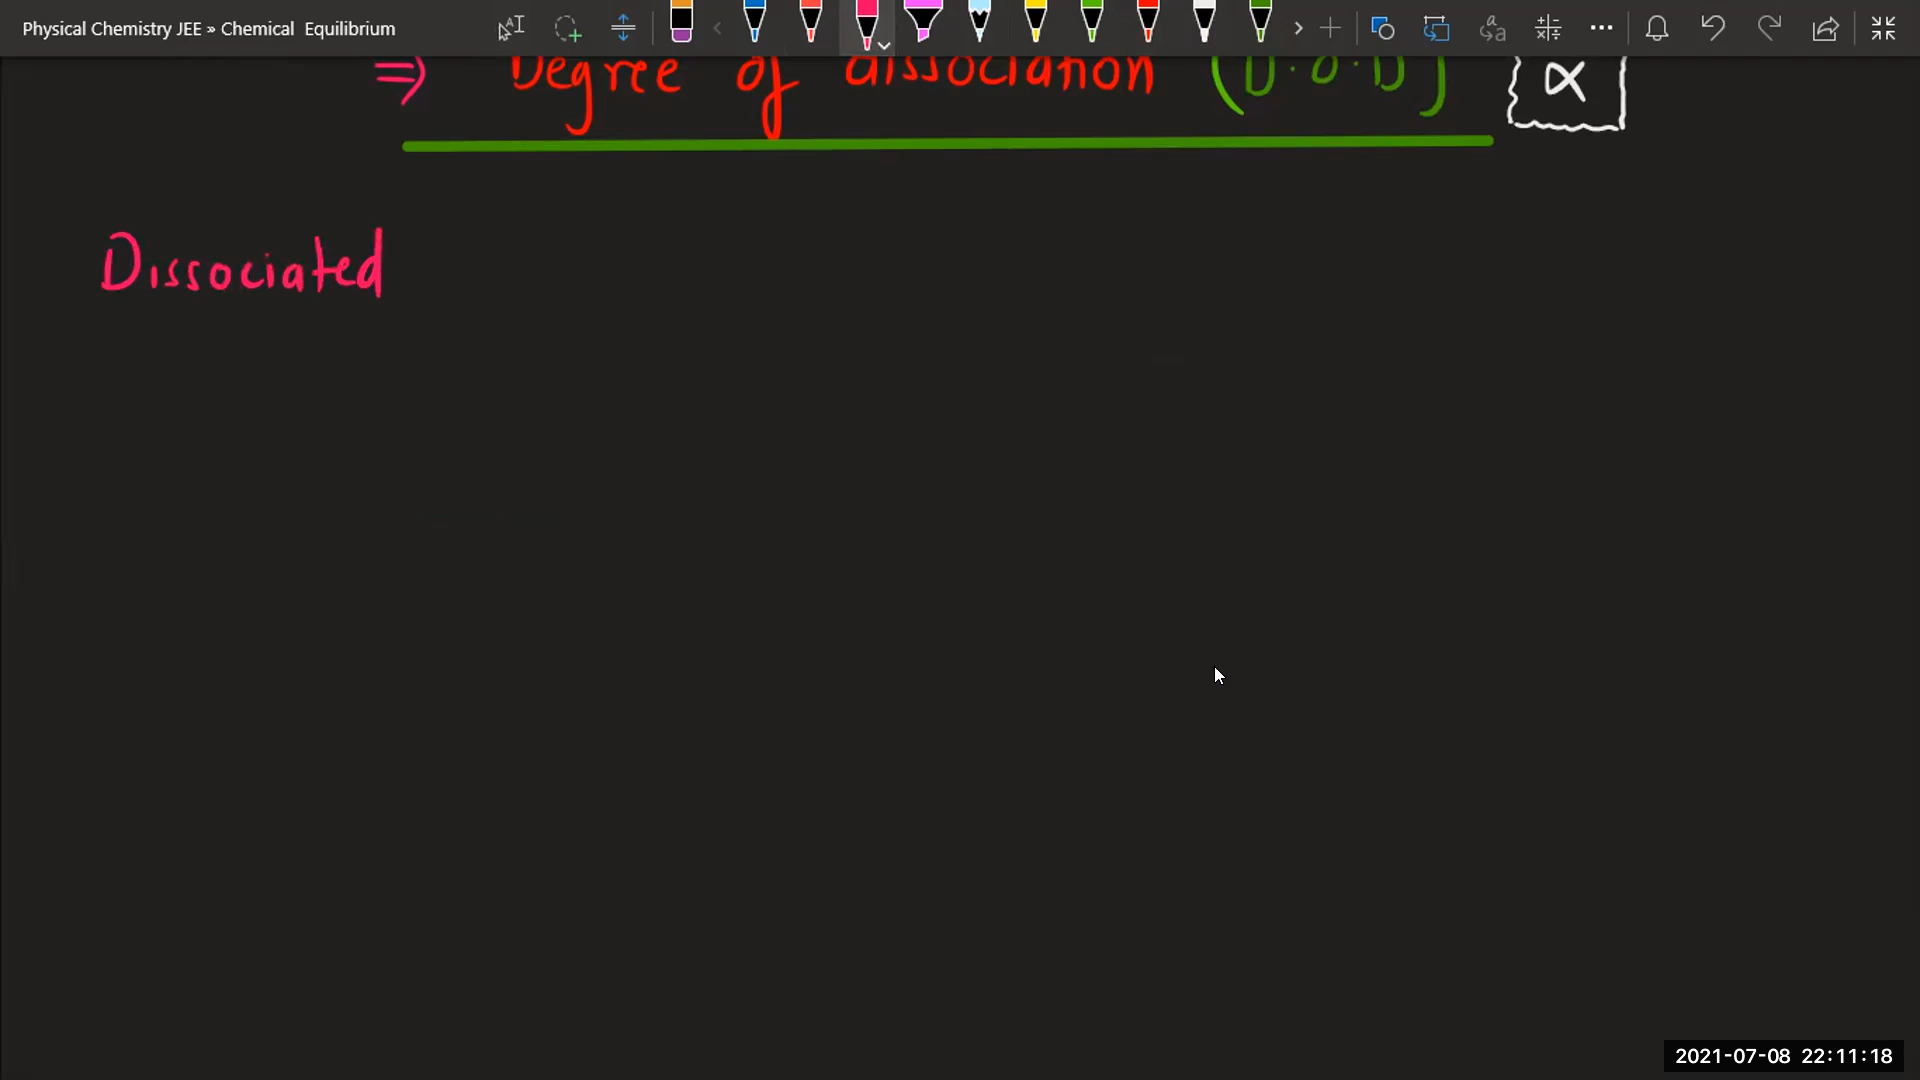 Physical Chemistry JEE » Chemical Equilibrium
⇒ Degree of dissociation (D.O.D) α
Dissociated
2021-07-08 22:11:18